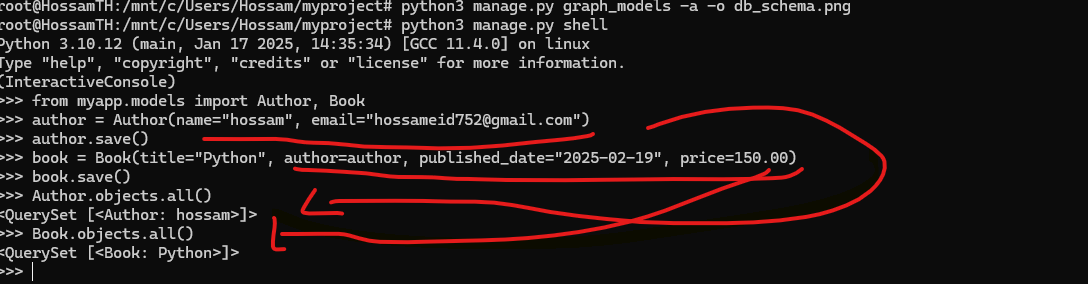 root@HossamTH:/mnt/c/Users/Hossam/myproject# python3 manage.py graph_models -a -o db_schema.png
root@HossamTH:/mnt/c/Users/Hossam/myproject# python3 manage.py shell
Python 3.10.12 (main, Jan 17 2025, 14:35:34) [GCC 11.4.0] on linux
Type "help", "copyright", "credits" or "license" for more information.
(InteractiveConsole)
>>> from myapp.models import Author, Book
>>> author = Author(name="hossam", email="hossameid752@gmail.com")
>>> author.save()
>>> book = Book(title="Python", author=author, published_date="2025-02-19", price=150.00)
>>> book.save()
>>> Author.objects.all()
<QuerySet [<Author: hossam>]>
>>> Book.objects.all()
<QuerySet [<Book: Python>]>
>>>